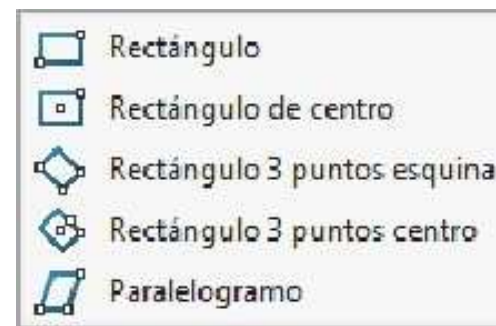 Rectángulo
Rectángulo de centro
Rectángulo 3 puntos esquina
Rectángulo 3 puntos centro
Paralelogramo